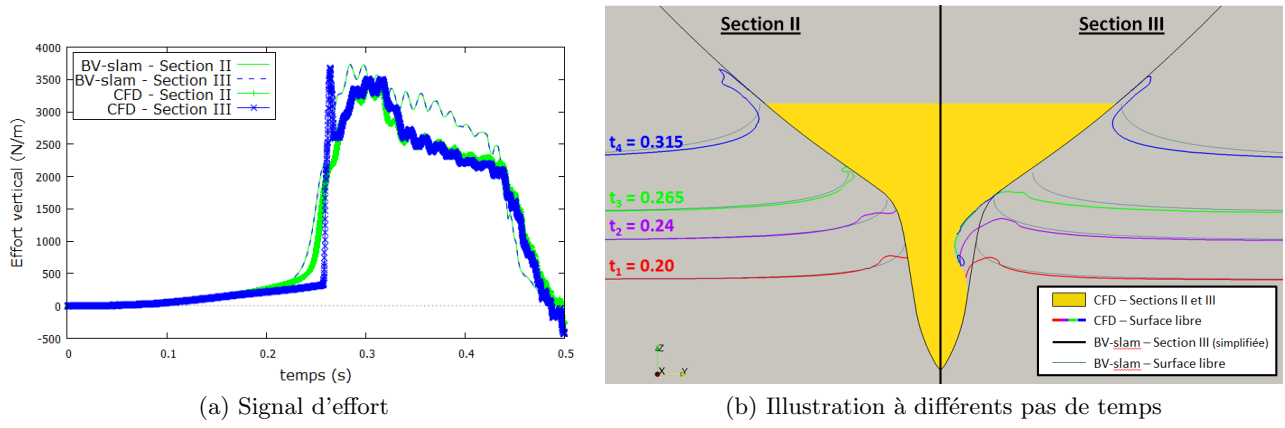 4000
3500
3000
2500
2000
1500
1000
500
0
-500
Effort vertical (N/m)
BV-slam - Section II
BV-slam - Section III
CFD - Section II
CFD - Section III
0
0.1
0.2
0.3
0.4
0.5
temps (s)
(a) Signal d'effort
Section II
Section III
t4 = 0.315
t3 = 0.265
t2 = 0.24
t1 = 0.20
Z
X
Y
CFD – Sections II et III
CFD – Surface libre
BV-slam – Section III (simplifiée)
BV-slam – Surface libre
(b) Illustration à différents pas de temps